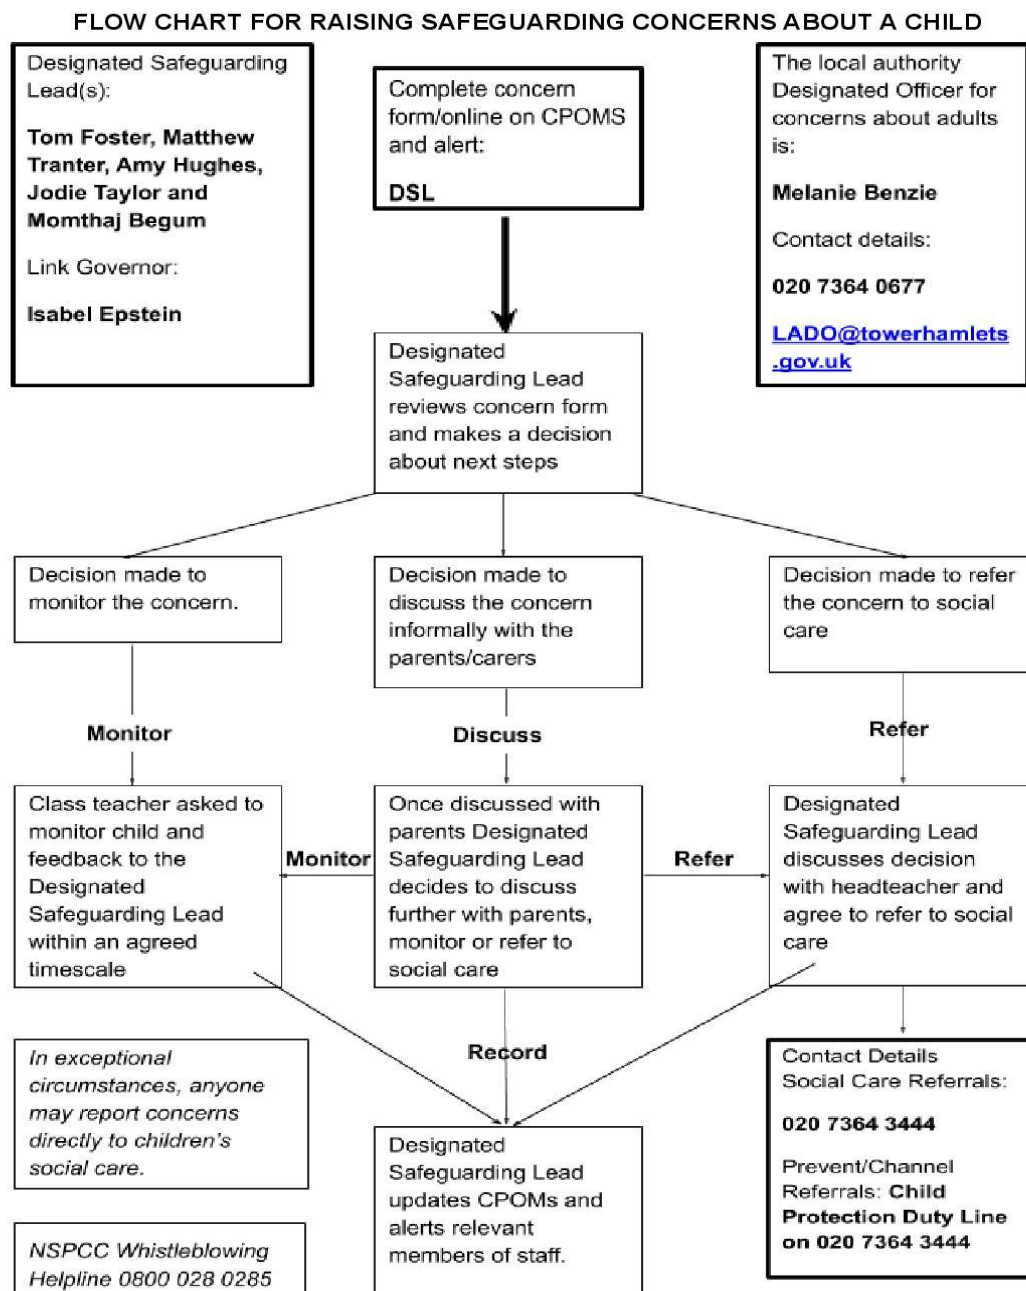 FLOW CHART FOR RAISING SAFEGUARDING CONCERNS ABOUT A CHILD
Designated Safeguarding
Lead(s):
Tom Foster, Matthew
Tranter, Amy Hughes,
Jodie Taylor and
Momthaj Begum
Link Governor:
Isabel Epstein
Complete concern
form/online on CPOMS
and alert:
DSL
The local authority
Designated Officer for
concerns about adults
is:
Melanie Benzie
Contact details:
020 7364 0677
LADO@towerhamlets
.gov.uk
Designated
Safeguarding Lead
reviews concern form
and makes a decision
about next steps
Decision made to
monitor the concern.
Decision made to
discuss the concern
informally with the
parents/carers
Decision made to refer
the concern to social
care
Monitor
Discuss
Refer
Class teacher asked to
monitor child and
feedback to the
Designated
Safeguarding Lead
within an agreed
timescale
Monitor
Once discussed with
parents Designated
Safeguarding Lead
decides to discuss
further with parents,
monitor or refer to
social care
Refer
Designated
Safeguarding Lead
discusses decision
with headteacher and
agree to refer to social
care
Record
In exceptional
circumstances, anyone
may report concerns
directly to children's
social care.
Designated
Safeguarding Lead
updates CPOMs and
alerts relevant
members of staff.
Contact Details
Social Care Referrals:
020 7364 3444
Prevent/Channel
Referrals: Child
Protection Duty Line
on 020 7364 3444
NSPCC Whistleblowing
Helpline 0800 028 0285